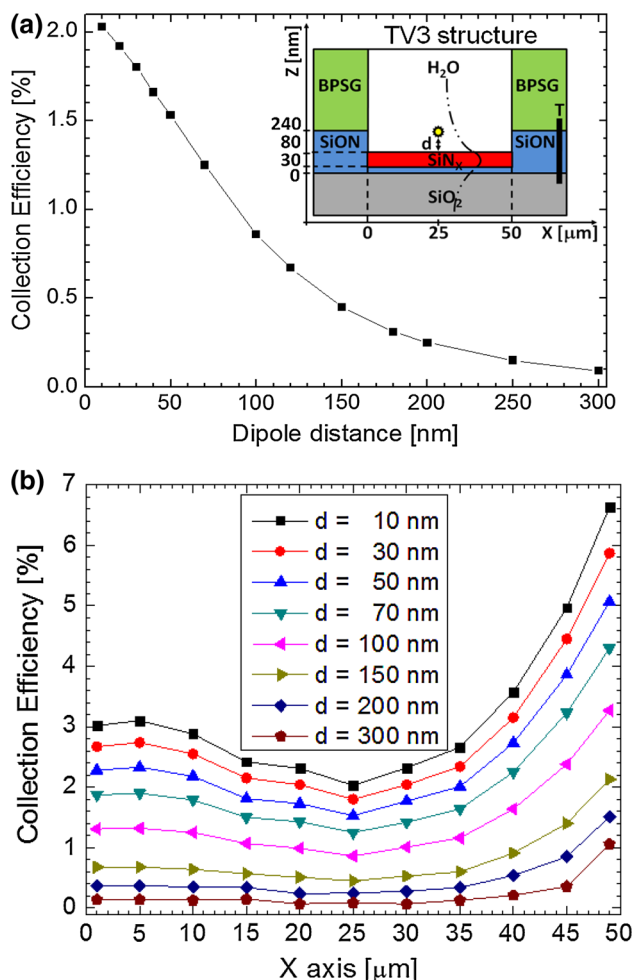 (a)
2.0
1.5
1.0
0.5
0.0
Collection Efficiency [%]
0 50 100 150 200 250 300
Dipole distance [nm]
TV3 structure
Z [nm]
BPSG
H₂O
BPSG
T
240
80
30
0
SiON
d
SiNₓ
SiON
SiO₂
0 25 50 X [μm]
(b)
7
6
5
4
3
2
1
0
Collection Efficiency [%]
d = 10 nm
d = 30 nm
d = 50 nm
d = 70 nm
d = 100 nm
d = 150 nm
d = 200 nm
d = 300 nm
0 5 10 15 20 25 30 35 40 45 50
X axis [μm]